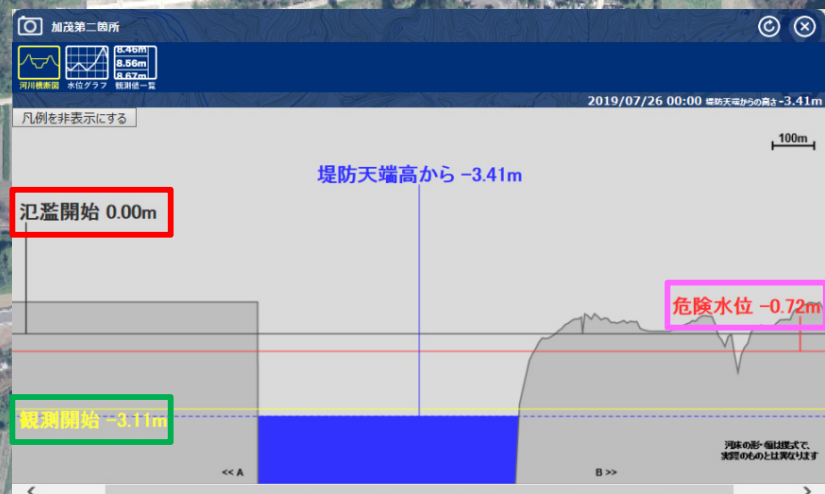 加茂第二箇所
8.46m
8.56m
8.67m
河川横断図 水位グラフ 観測値一覧
2019/07/26 00:00 堤防天端からの高さ-3.41m
凡例を非表示にする
100m
堤防天端高から -3.41m
氾濫開始 0.00m
危険水位 -0.72m
観測開始 -3.11m
河床の形・幅は模式で、
実際のものとは異なります
<< A
B >>